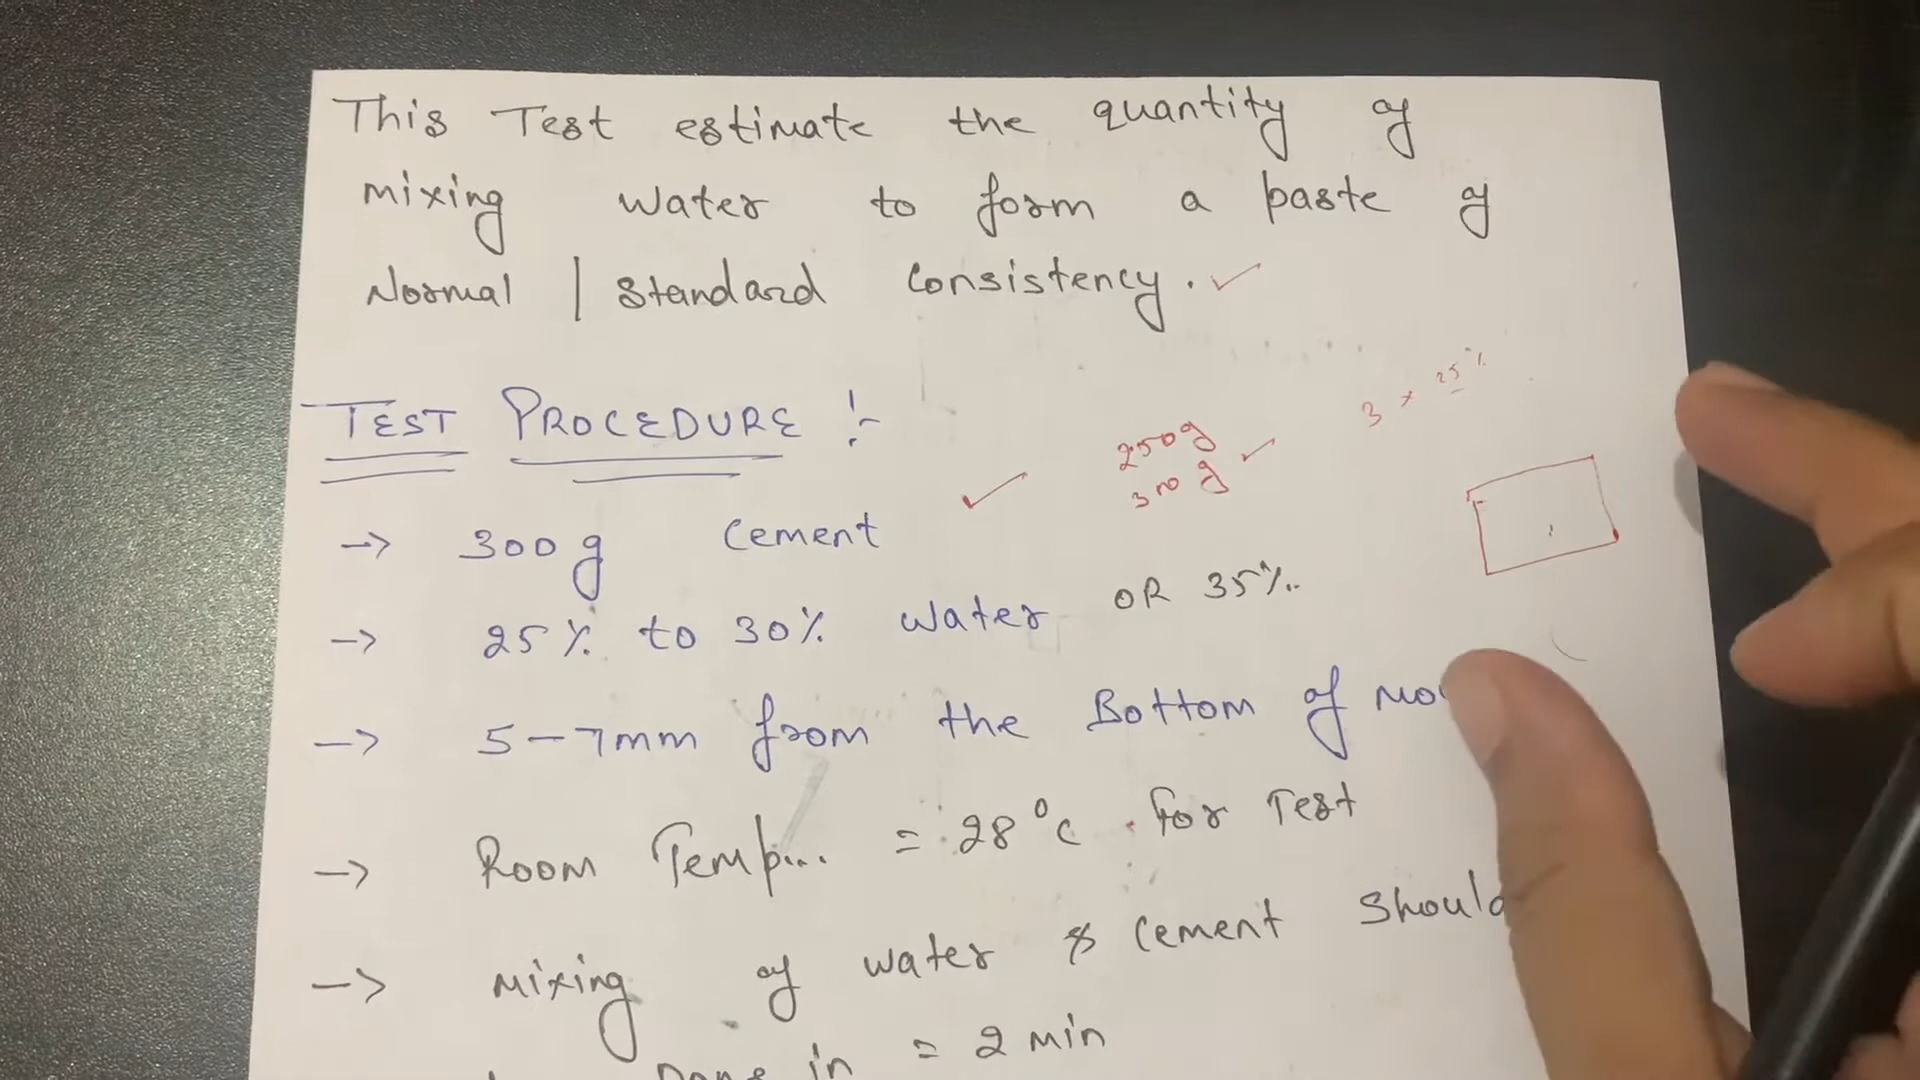 This Test estimate the quantity of
mixing water to form a paste of
Normal | Standard Consistency.
TEST PROCEDURE :-
3 × 25%
250g
300g
→ 300g Cement
→ 25% to 30% water OR 35%.
→ 5-7mm from the Bottom of
→ Room Temp... = 28°c . For Test
→ Mixing of water & cement should
Done in = 2 min